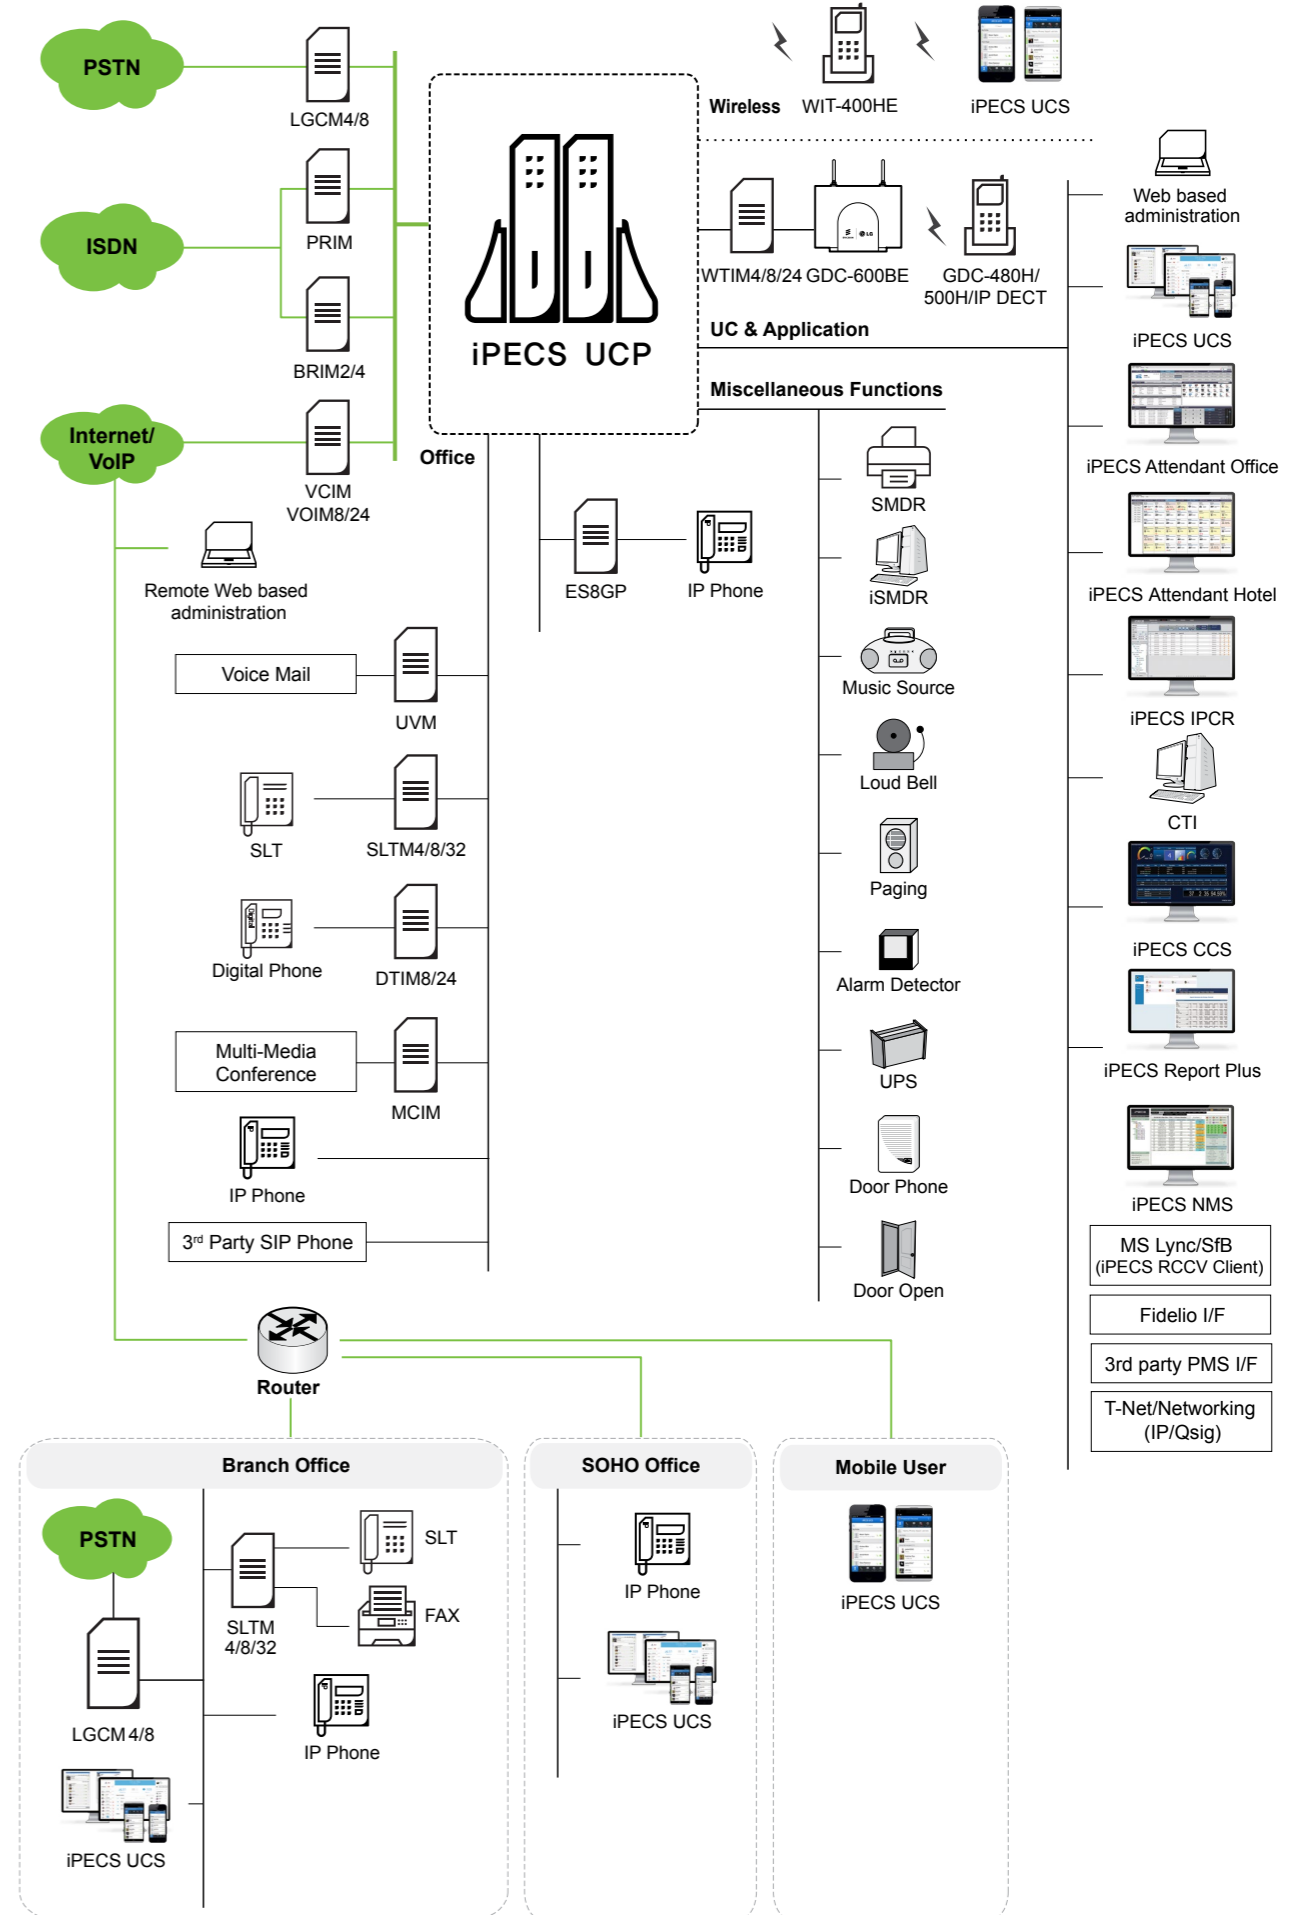 PSTN
LGCM4/8
ISDN
PRIM
BRIM2/4
Internet/
VoIP
VCIM
VOIM8/24
iPECS UCP
Wireless
WIT-400HE
iPECS UCS
WTIM4/8/24
GDC-600BE
GDC-480H/
500H/IP DECT
UC & Application
Miscellaneous Functions
Office
Remote Web based
administration
ES8GP
IP Phone
Voice Mail
UVM
SLT
SLTM4/8/32
Digital Phone
DTIM8/24
Multi-Media
Conference
MCIM
IP Phone
3rd Party SIP Phone
SMDR
iSMDR
Music Source
Loud Bell
Paging
Alarm Detector
UPS
Door Phone
Door Open
Web based
administration
iPECS UCS
iPECS Attendant Office
iPECS Attendant Hotel
iPECS IPCR
CTI
iPECS CCS
iPECS Report Plus
iPECS NMS
MS Lync/SfB
(iPECS RCCV Client)
Fidelio I/F
3rd party PMS I/F
T-Net/Networking
(IP/Qsig)
Router
Branch Office
PSTN
LGCM 4/8
SLTM
4/8/32
SLT
FAX
IP Phone
iPECS UCS
SOHO Office
IP Phone
iPECS UCS
Mobile User
iPECS UCS